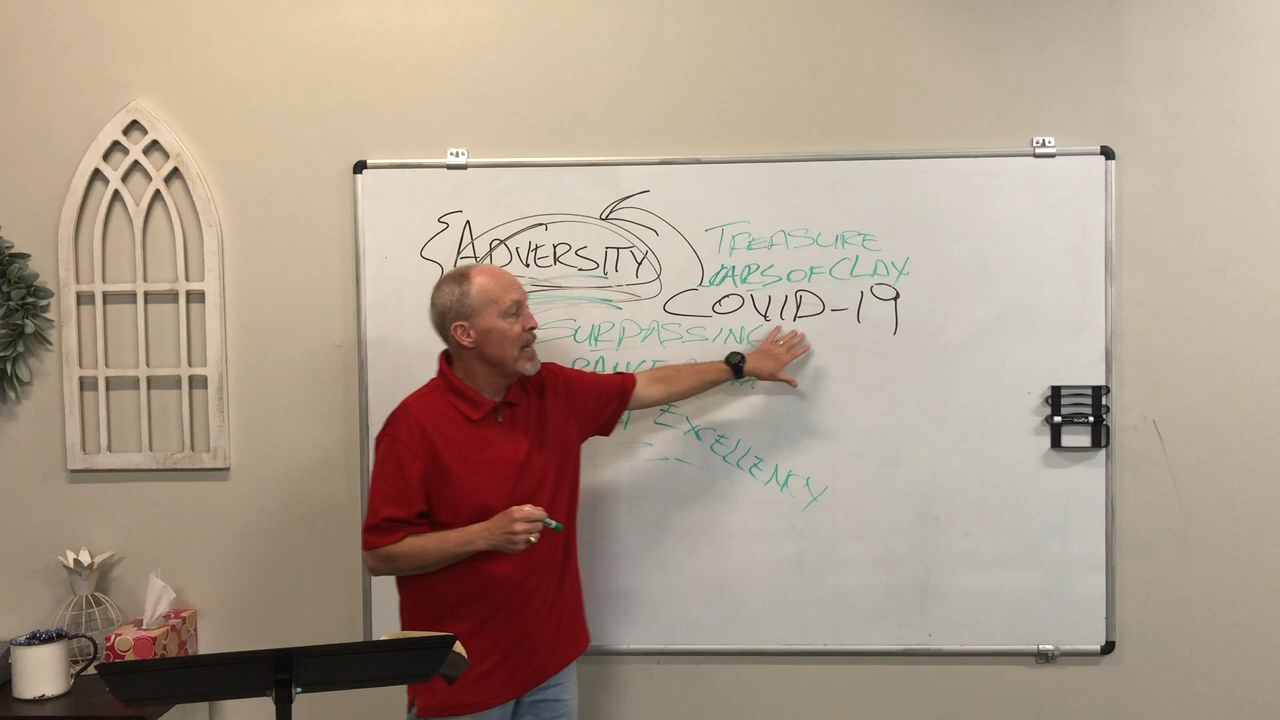 {ADVERSITY
TREASURE
JARS OF CLAY
COVID-19
SURPASSING
EXCELLENCY